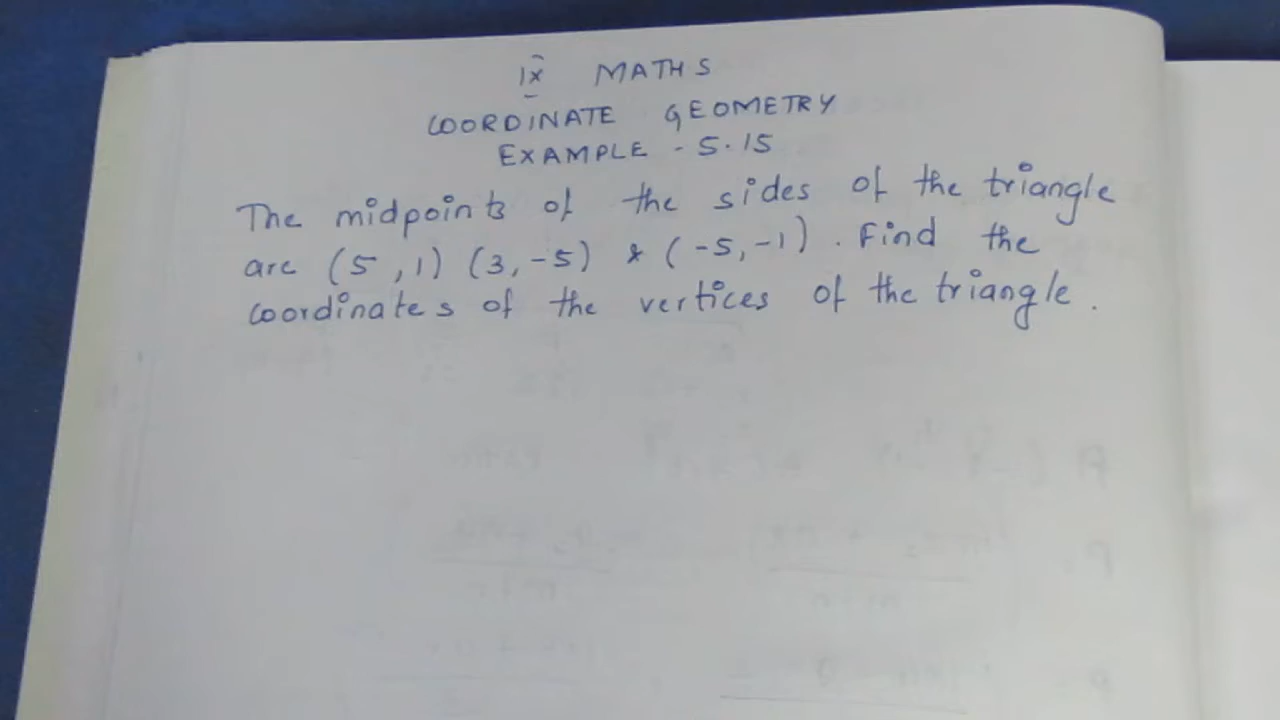 IX MATHS
COORDINATE GEOMETRY
EXAMPLE - 5.15
The midpoints of the sides of the triangle
are (5,1) (3,-5) & (-5,-1). Find the
coordinates of the vertices of the triangle.